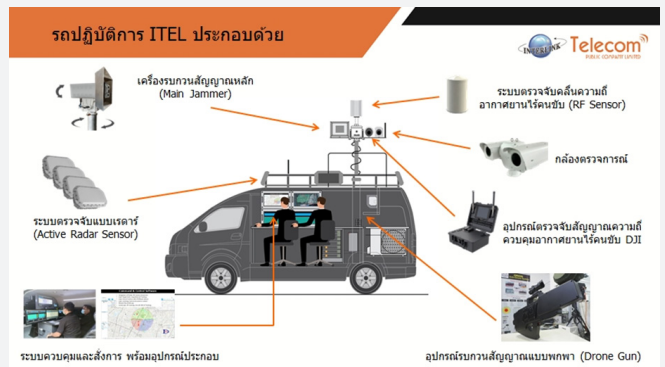 รถปฏิบัติการ ITEL ประกอบด้วย
INTERLINK Telecom
PUBLIC COMPANY LIMITED
เครื่องรบกวนสัญญาณหลัก
(Main Jammer)
ระบบตรวจจับคลื่นความถี่
อากาศยานไร้คนขับ (RF Sensor)
กล้องตรวจการณ์
ระบบตรวจจับแบบเรดาร์
(Active Radar Sensor)
อุปกรณ์ตรวจจับสัญญาณความถี่
ควบคุมอากาศยานไร้คนขับ DJI
ระบบควบคุมและสั่งการ พร้อมอุปกรณ์ประกอบ
อุปกรณ์รบกวนสัญญาณแบบพกพา (Drone Gun)